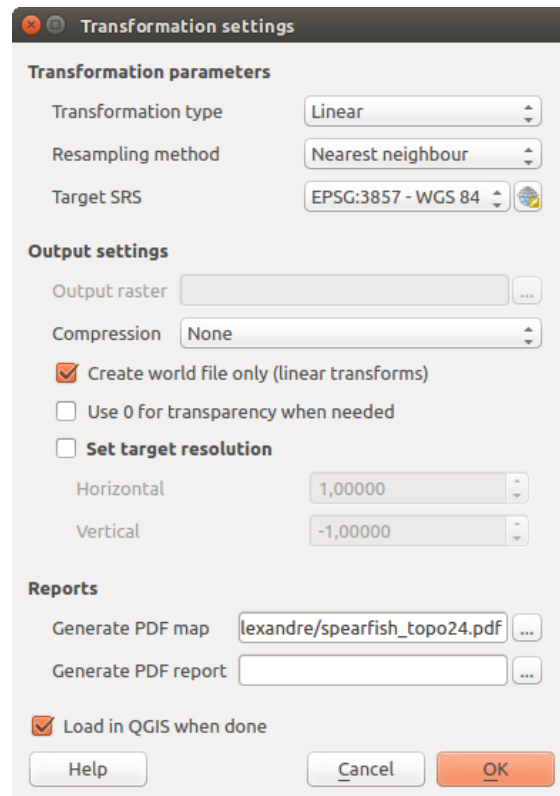 Transformation settings
Transformation parameters
Transformation type Linear
Resampling method Nearest neighbour
Target SRS EPSG:3857 - WGS 84
Output settings
Output raster ...
Compression None
Create world file only (linear transforms)
Use 0 for transparency when needed
Set target resolution
Horizontal 1,00000
Vertical -1,00000
Reports
Generate PDF map lexandre/spearfish_topo24.pdf ...
Generate PDF report ...
Load in QGIS when done
Help Cancel OK